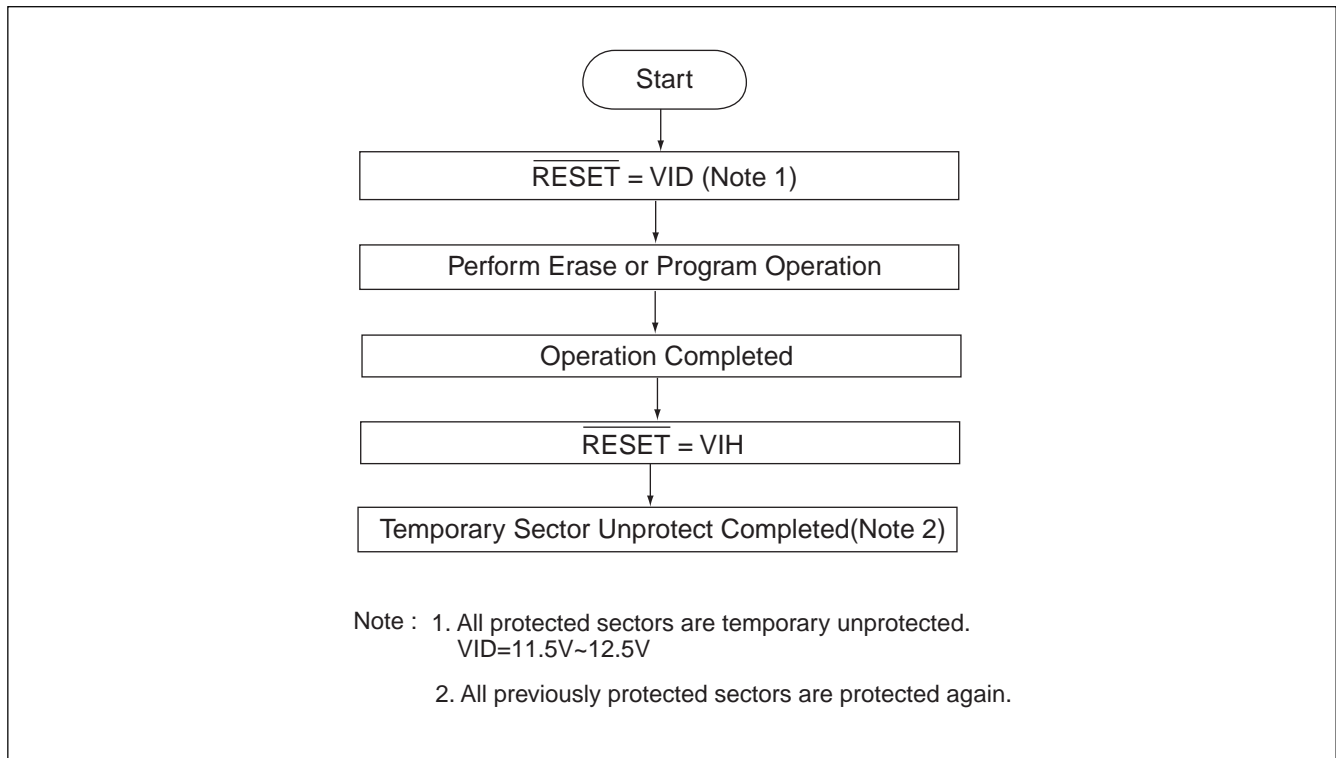 Start
RESET = VID (Note 1)
Perform Erase or Program Operation
Operation Completed
RESET = VIH
Temporary Sector Unprotect Completed(Note 2)
Note : 1. All protected sectors are temporary unprotected.
VID=11.5V~12.5V
2. All previously protected sectors are protected again.